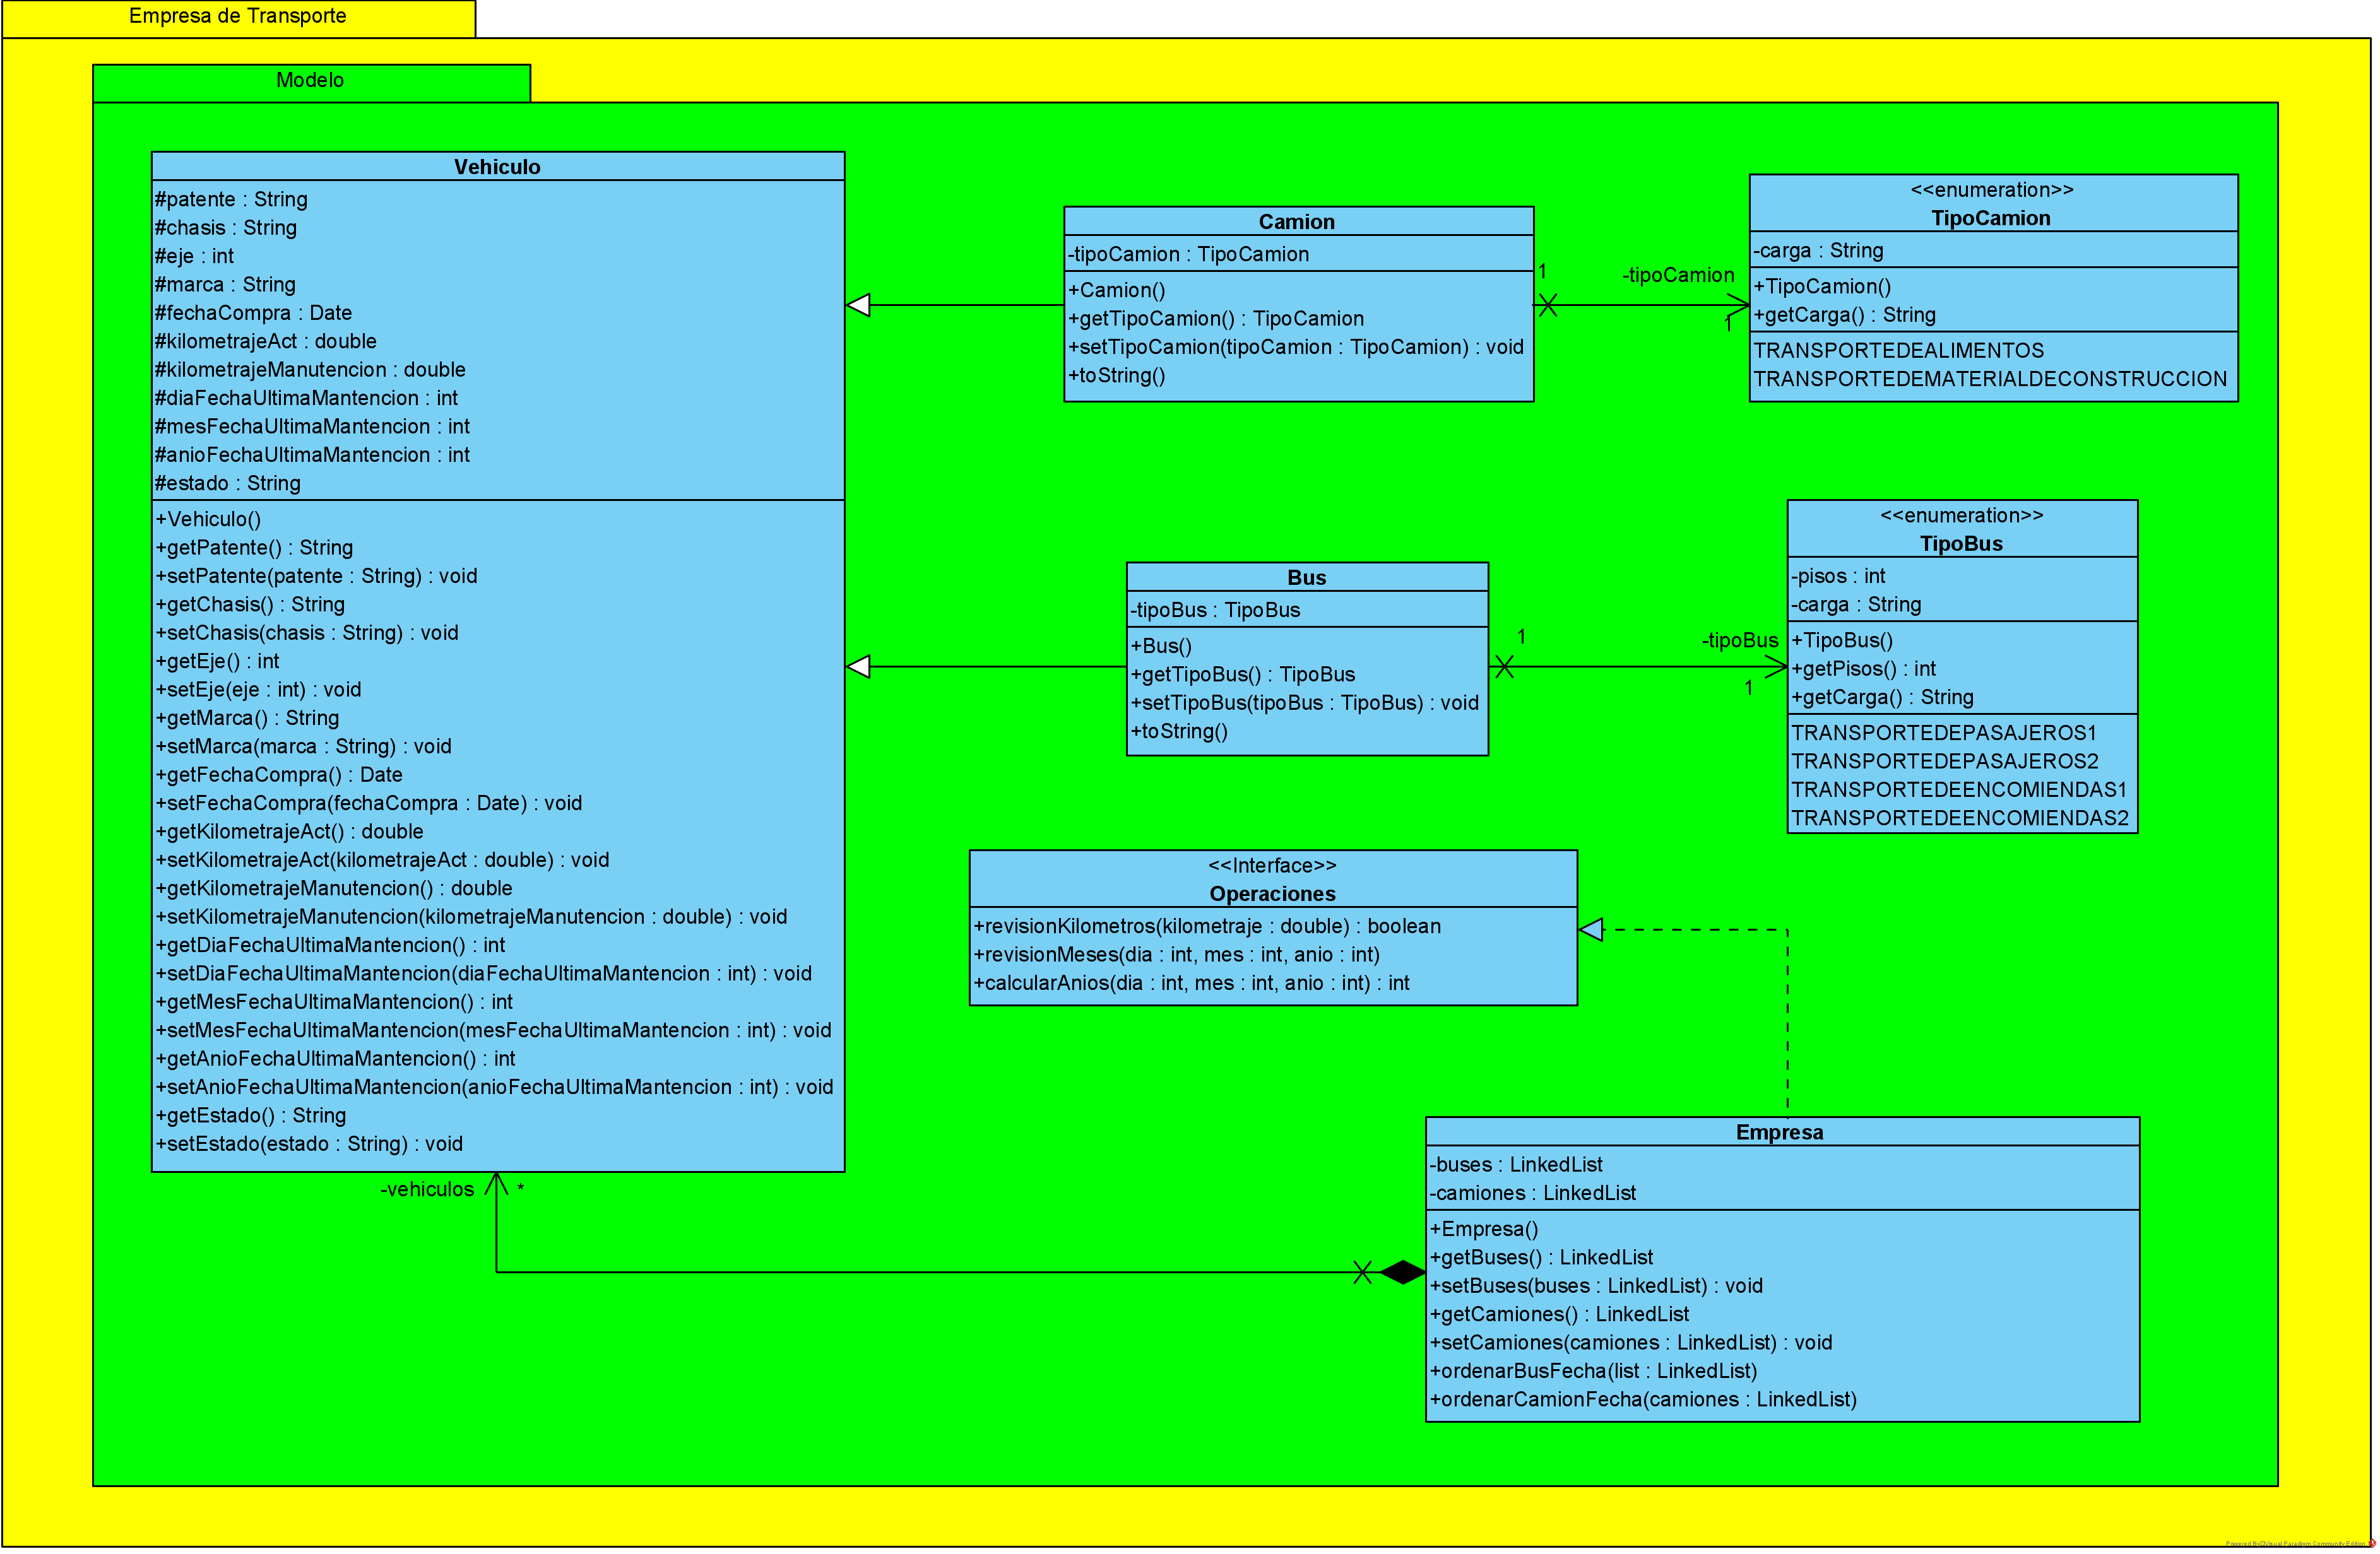 Empresa de Transporte
Modelo
Vehiculo
#patente : String
#chasis : String
#eje : int
#marca : String
#fechaCompra : Date
#kilometrajeAct : double
#kilometrajeManutencion : double
#diaFechaUltimaMantencion : int
#mesFechaUltimaMantencion : int
#anioFechaUltimaMantencion : int
#estado : String
+Vehiculo()
+getPatente() : String
+setPatente(patente : String) : void
+getChasis() : String
+setChasis(chasis : String) : void
+getEje() : int
+setEje(eje : int) : void
+getMarca() : String
+setMarca(marca : String) : void
+getFechaCompra() : Date
+setFechaCompra(fechaCompra : Date) : void
+getKilometrajeAct() : double
+setKilometrajeAct(kilometrajeAct : double) : void
+getKilometrajeManutencion() : double
+setKilometrajeManutencion(kilometrajeManutencion : double) : void
+getDiaFechaUltimaMantencion() : int
+setDiaFechaUltimaMantencion(diaFechaUltimaMantencion : int) : void
+getMesFechaUltimaMantencion() : int
+setMesFechaUltimaMantencion(mesFechaUltimaMantencion : int) : void
+getAnioFechaUltimaMantencion() : int
+setAnioFechaUltimaMantencion(anioFechaUltimaMantencion : int) : void
+getEstado() : String
+setEstado(estado : String) : void
-vehiculos
*
Camion
-tipoCamion : TipoCamion
+Camion()
+getTipoCamion() : TipoCamion
+setTipoCamion(tipoCamion : TipoCamion) : void
+toString()
1
-tipoCamion
1
<<enumeration>>
TipoCamion
-carga : String
+TipoCamion()
+getCarga() : String
TRANSPORTEDEALIMENTOS
TRANSPORTEDEMATERIALDECONSTRUCCION
Bus
-tipoBus : TipoBus
+Bus()
+getTipoBus() : TipoBus
+setTipoBus(tipoBus : TipoBus) : void
+toString()
1
-tipoBus
1
<<enumeration>>
TipoBus
-pisos : int
-carga : String
+TipoBus()
+getPisos() : int
+getCarga() : String
TRANSPORTEDEPASAJEROS1
TRANSPORTEDEPASAJEROS2
TRANSPORTEDEENCOMIENDAS1
TRANSPORTEDEENCOMIENDAS2
<<Interface>>
Operaciones
+revisionKilometros(kilometraje : double) : boolean
+revisionMeses(dia : int, mes : int, anio : int)
+calcularAnios(dia : int, mes : int, anio : int) : int
Empresa
-buses : LinkedList
-camiones : LinkedList
+Empresa()
+getBuses() : LinkedList
+setBuses(buses : LinkedList) : void
+getCamiones() : LinkedList
+setCamiones(camiones : LinkedList) : void
+ordenarBusFecha(list : LinkedList)
+ordenarCamionFecha(camiones : LinkedList)
Powered By Visual Paradigm Community Edition